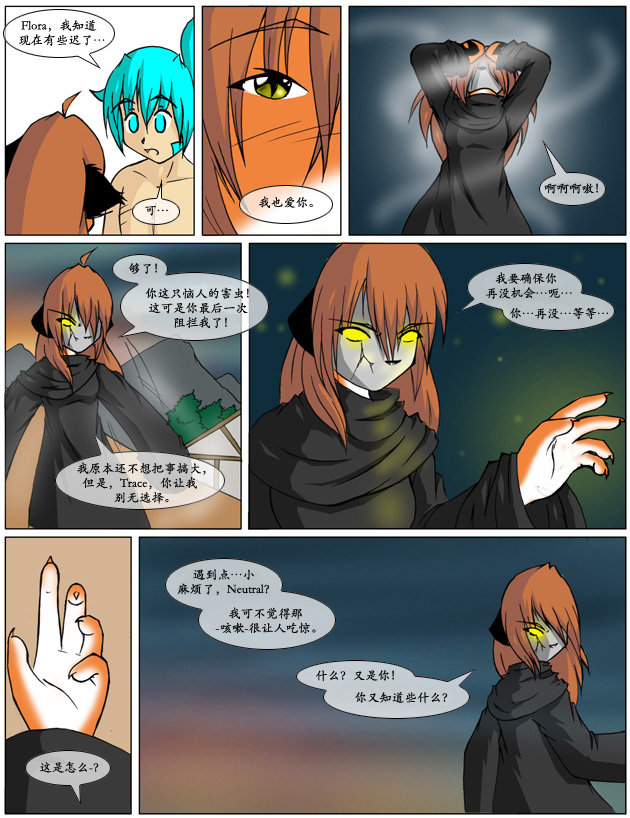 Flora，我知道
现在有些迟了…
可…
我也爱你。
啊啊啊嗷！
够了！
你这只恼人的害虫！
这可是你最后一次
阻拦我了！
我原本还不想把事搞大，
但是，Trace，你让我
别无选择。
我要确保你
再没机会…呃…
你…再没…等等…
这是怎么-？
遇到点…小
麻烦了，Neutral？
我可不觉得那
-咳嗽-很让人吃惊。
什么？又是你！
你又知道些什么？